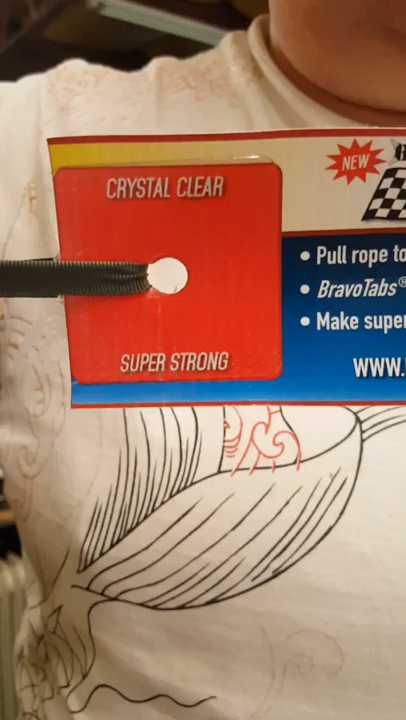 CRYSTAL CLEAR
SUPER STRONG
NEW
• Pull rope to
• BravoTabs®
• Make super
WWW.